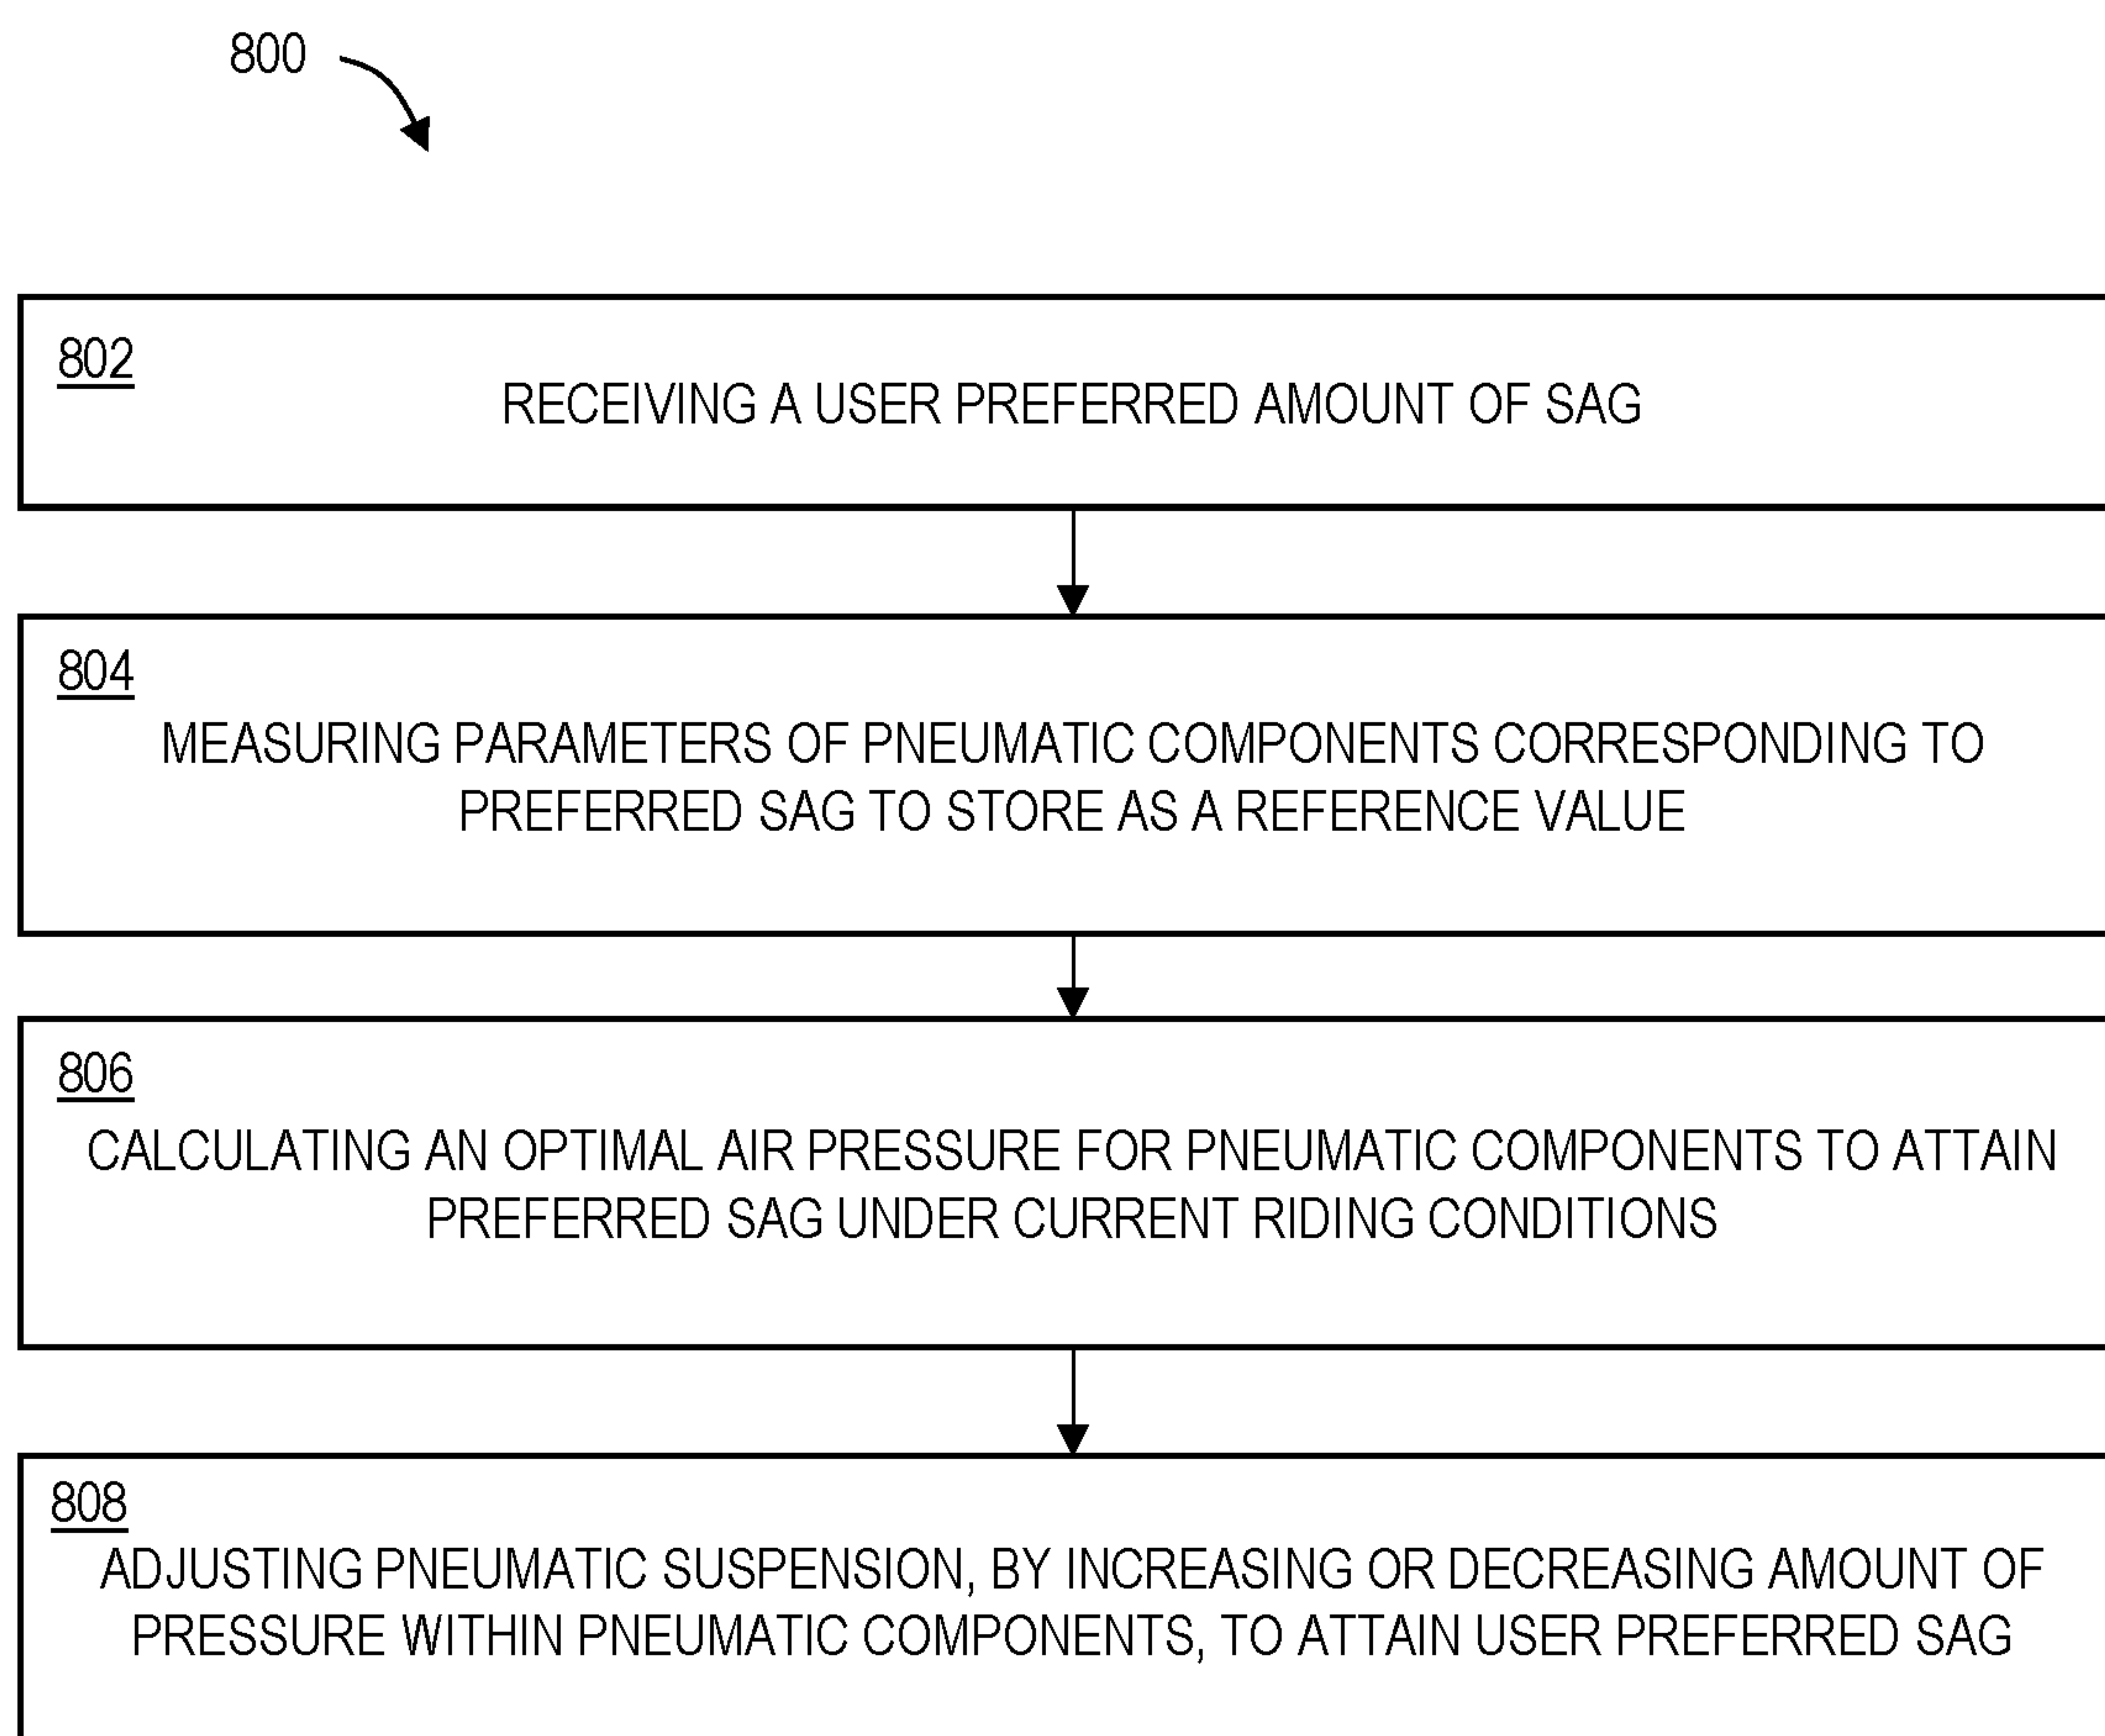 800
802
RECEIVING A USER PREFERRED AMOUNT OF SAG
804
MEASURING PARAMETERS OF PNEUMATIC COMPONENTS CORRESPONDING TO
PREFERRED SAG TO STORE AS A REFERENCE VALUE
806
CALCULATING AN OPTIMAL AIR PRESSURE FOR PNEUMATIC COMPONENTS TO ATTAIN
PREFERRED SAG UNDER CURRENT RIDING CONDITIONS
808
ADJUSTING PNEUMATIC SUSPENSION, BY INCREASING OR DECREASING AMOUNT OF
PRESSURE WITHIN PNEUMATIC COMPONENTS, TO ATTAIN USER PREFERRED SAG